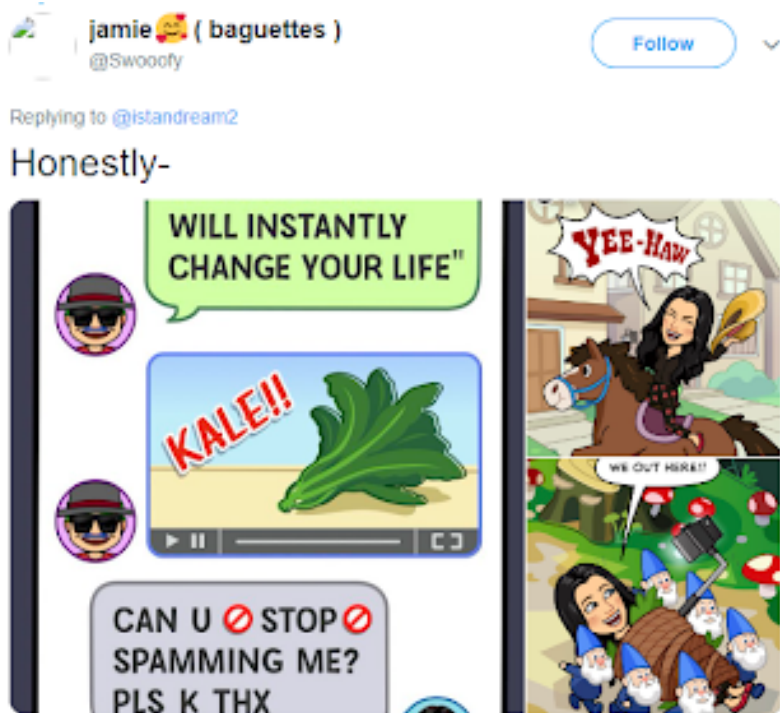 jamie🥰 ( baguettes )
@Swooofy
Follow
Replying to @istandream2
Honestly-
WILL INSTANTLY
CHANGE YOUR LIFE"
KALE!!
CAN U 🚫 STOP 🚫
SPAMMING ME?
PLS K THX
YEE-HAW
WE OUT HERE!!